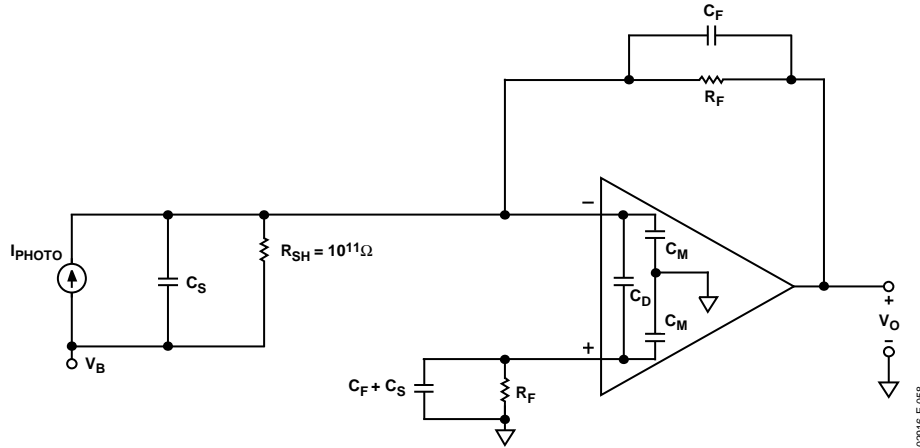 C_F
R_F
−
I_PHOTO
C_S
R_SH = 10^11Ω
C_M
C_D
C_M
+
V_O
−
+
V_B
C_F + C_S
R_F